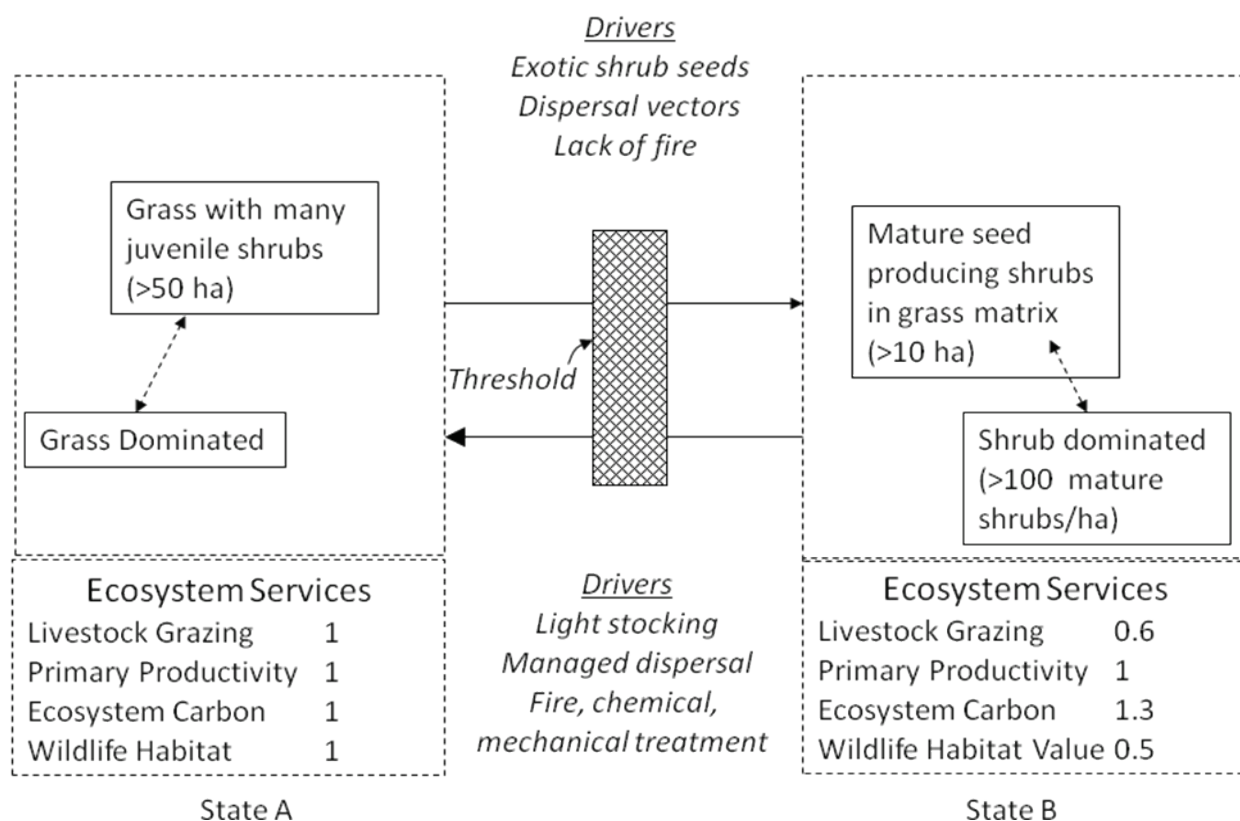 Drivers
Exotic shrub seeds
Dispersal vectors
Lack of fire
Grass with many
juvenile shrubs
(>50 ha)
Grass Dominated
Threshold
Mature seed
producing shrubs
in grass matrix
(>10 ha)
Shrub dominated
(>100 mature
shrubs/ha)
Ecosystem Services
Livestock Grazing 1
Primary Productivity 1
Ecosystem Carbon 1
Wildlife Habitat 1
State A
Drivers
Light stocking
Managed dispersal
Fire, chemical,
mechanical treatment
Ecosystem Services
Livestock Grazing 0.6
Primary Productivity 1
Ecosystem Carbon 1.3
Wildlife Habitat Value 0.5
State B